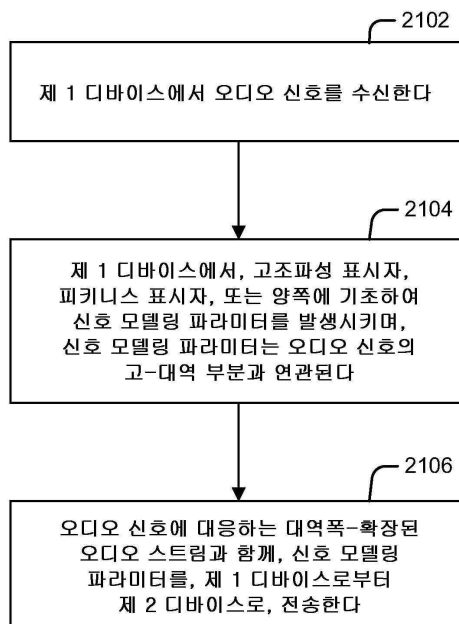 2102
제 1 디바이스에서 오디오 신호를 수신한다
2104
제 1 디바이스에서, 고조파성 표시자,
피키니스 표시자, 또는 양쪽에 기초하여
신호 모델링 파라미터를 발생시키며,
신호 모델링 파라미터는 오디오 신호의
고-대역 부분과 연관된다
2106
오디오 신호에 대응하는 대역폭-확장된
오디오 스트림과 함께, 신호 모델링
파라미터를, 제 1 디바이스로부터
제 2 디바이스로, 전송한다